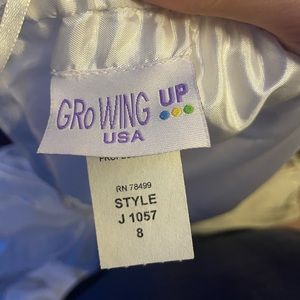 GRoWING UP
USA
RN 78499
STYLE
J 1057
8